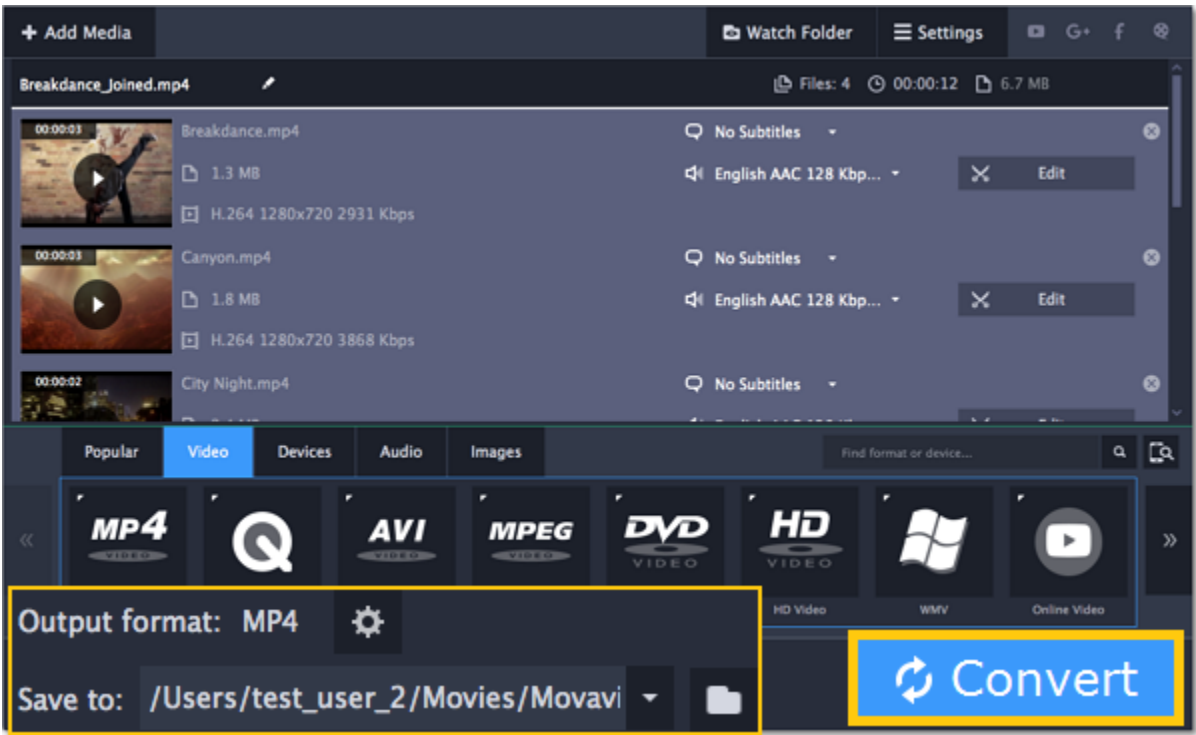 Add Media
Watch Folder
Settings
G+
f
Breakdance_Joined.mp4
Files: 4
00:00:12
6.7 MB
00:00:03
Breakdance.mp4
No Subtitles
1.3 MB
English AAC 128 Kbp...
Edit
H.264 1280x720 2931 Kbps
00:00:03
Canyon.mp4
No Subtitles
1.8 MB
English AAC 128 Kbp...
Edit
H.264 1280x720 3868 Kbps
00:00:02
City Night.mp4
No Subtitles
Popular
Video
Devices
Audio
Images
Find format or device...
MP4
VIDEO
AVI
VIDEO
MPEG
VIDEO
DVD
VIDEO
HD
VIDEO
HD Video
WMV
Online Video
Output format: MP4
Save to: /Users/test_user_2/Movies/Movavi
Convert